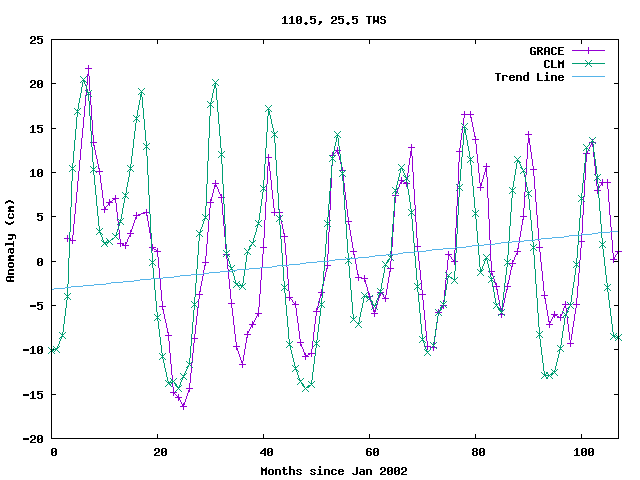 110.5, 25.5 TWS
GRACE
CLM
Trend Line
25
20
15
10
5
0
-5
-10
-15
-20
Anomaly (cm)
0 20 40 60 80 100
Months since Jan 2002